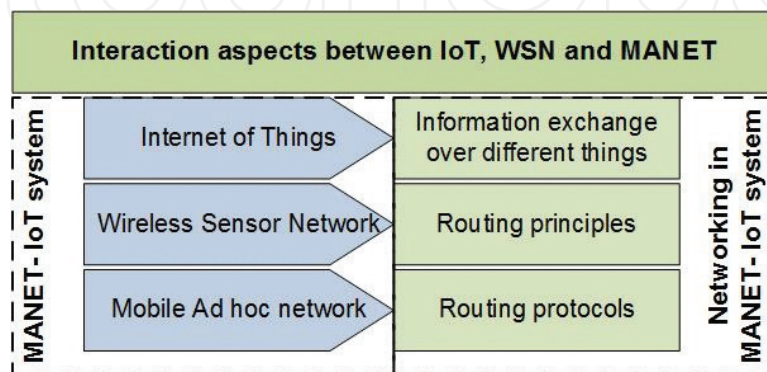 Interaction aspects between IoT, WSN and MANET
MANET- IoT system
Internet of Things
Information exchange
over different things
Wireless Sensor Network
Routing principles
Mobile Ad hoc network
Routing protocols
Networking in
MANET- IoT system